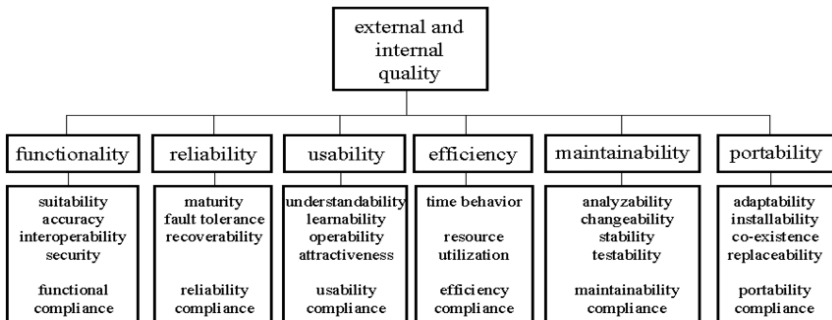 external and
internal
quality
functionality
reliability
usability
efficiency
maintainability
portability
suitability
accuracy
interoperability
security
functional
compliance
maturity
fault tolerance
recoverability
reliability
compliance
understandability
learnability
operability
attractiveness
usability
compliance
time behavior
resource
utilization
efficiency
compliance
analyzability
changeability
stability
testability
maintainability
compliance
adaptability
installability
co-existence
replaceability
portability
compliance